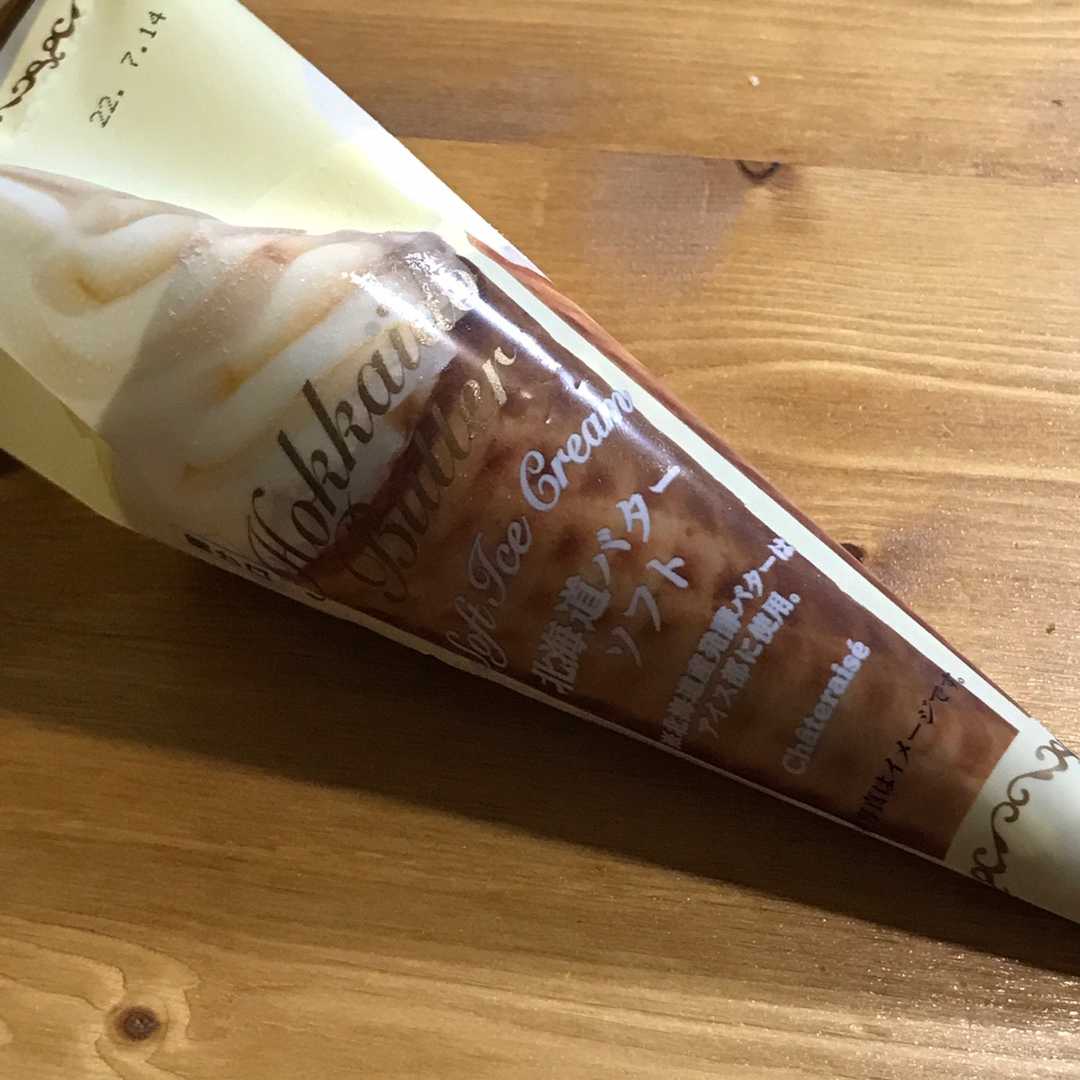 22.7.14
Hokkaido
Butter
Soft Ice Cream
北海道バター
ソフト
※北海道産発酵バターは
アイス部に使用。
Châteraisé
写真はイメージです。